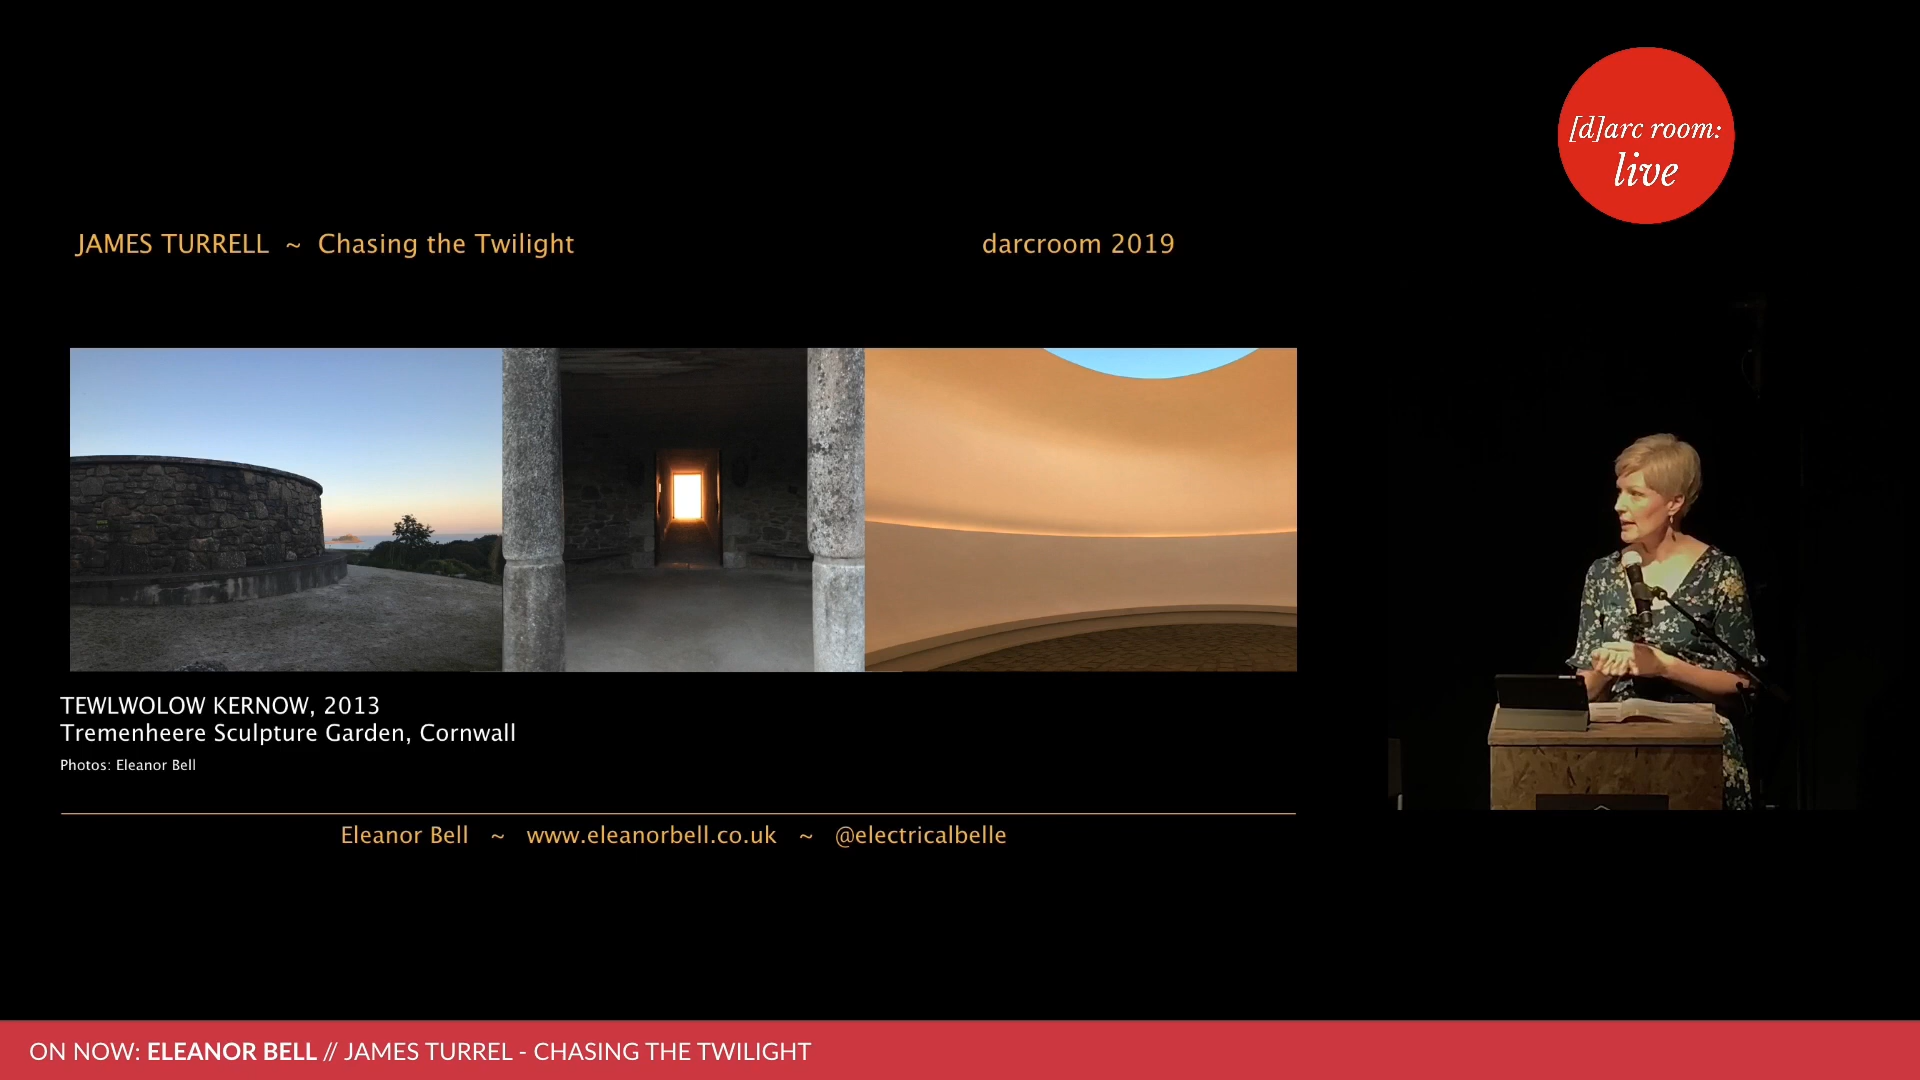 [d]arc room:
live
JAMES TURRELL ~ Chasing the Twilight
darcroom 2019
TEWLWOLOW KERNOW, 2013
Tremenheere Sculpture Garden, Cornwall
Photos: Eleanor Bell
Eleanor Bell ~ www.eleanorbell.co.uk ~ @electricalbelle
ON NOW: ELEANOR BELL // JAMES TURREL - CHASING THE TWILIGHT